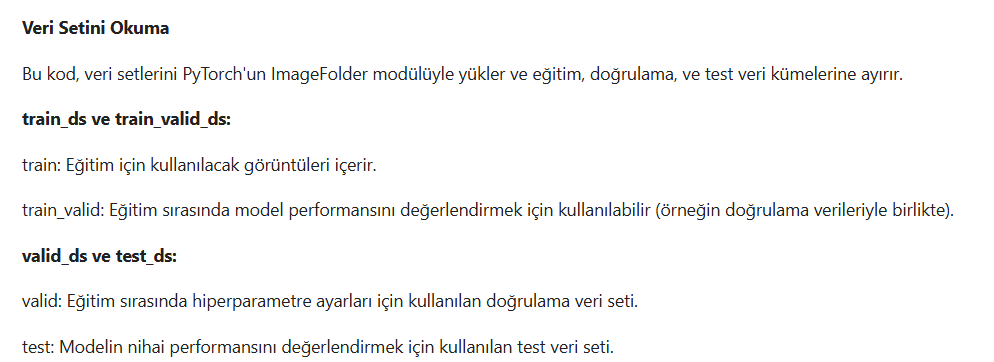 Veri Setini Okuma
Bu kod, veri setlerini PyTorch'un ImageFolder modülüyle yükler ve eğitim, doğrulama, ve test veri kümelerine ayırır.
train_ds ve train_valid_ds:
train: Eğitim için kullanılacak görüntüleri içerir.
train_valid: Eğitim sırasında model performansını değerlendirmek için kullanılabilir (örneğin doğrulama verileriyle birlikte).
valid_ds ve test_ds:
valid: Eğitim sırasında hiperparametre ayarları için kullanılan doğrulama veri seti.
test: Modelin nihai performansını değerlendirmek için kullanılan test veri seti.